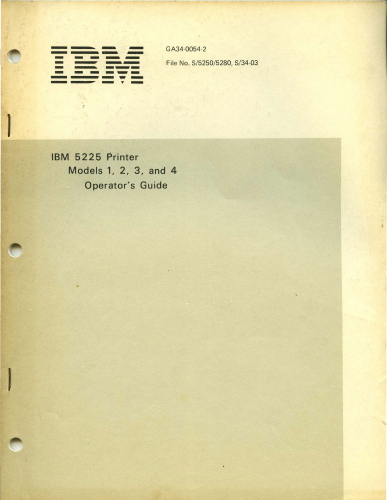 IBM
GA34-0054-2
File No. S/5250/5280, S/34-03
IBM 5225 Printer
Models 1, 2, 3, and 4
Operator's Guide